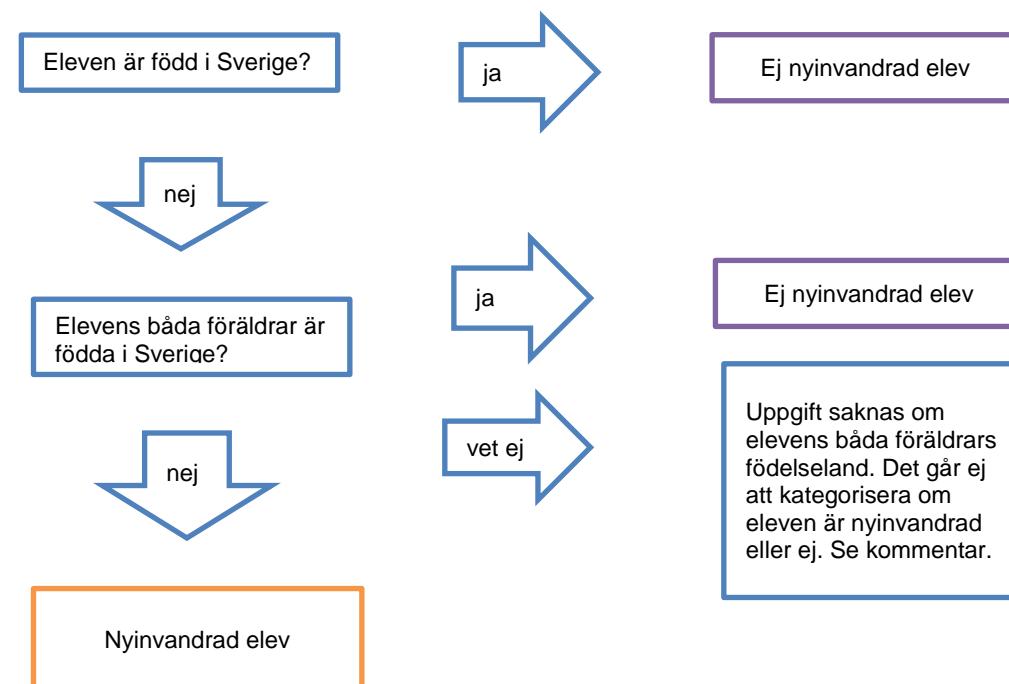 Eleven är född i Sverige?
ja
Ej nyinvandrad elev
nej
Elevens båda föräldrar är
födda i Sverige?
ja
Ej nyinvandrad elev
vet ej
Uppgift saknas om
elevens båda föräldrars
födelseland. Det går ej
att kategorisera om
eleven är nyinvandrad
eller ej. Se kommentar.
nej
Nyinvandrad elev